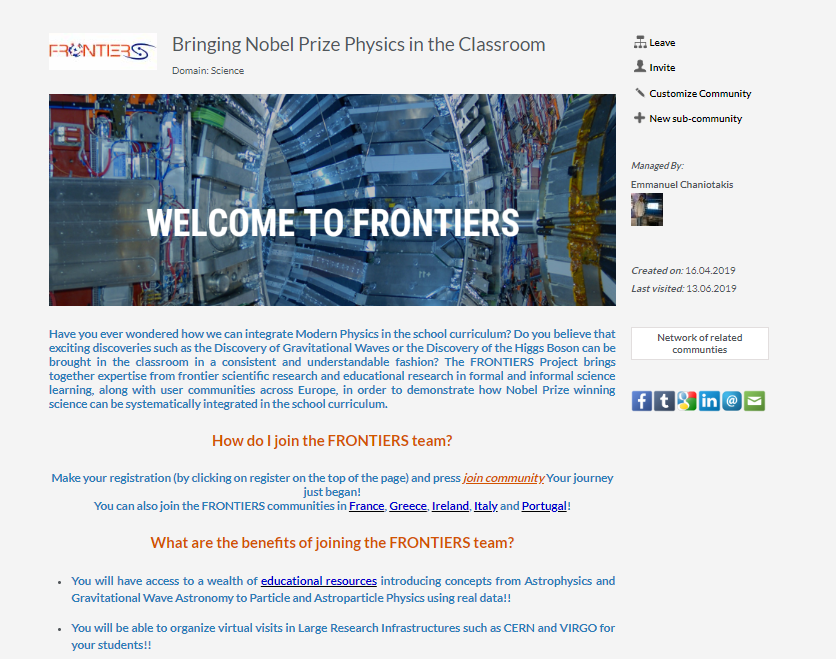 FRONTIERS
Bringing Nobel Prize Physics in the Classroom
Domain: Science
WELCOME TO FRONTIERS
Have you ever wondered how we can integrate Modern Physics in the school curriculum? Do you believe that
exciting discoveries such as the Discovery of Gravitational Waves or the Discovery of the Higgs Boson can be
brought in the classroom in a consistent and understandable fashion? The FRONTIERS Project brings
together expertise from frontier scientific research and educational research in formal and informal science
learning, along with user communities across Europe, in order to demonstrate how Nobel Prize winning
science can be systematically integrated in the school curriculum.
How do I join the FRONTIERS team?
Make your registration (by clicking on register on the top of the page) and press join community Your journey
just began!
You can also join the FRONTIERS communities in France, Greece, Ireland, Italy and Portugal!
What are the benefits of joining the FRONTIERS team?
• You will have access to a wealth of educational resources introducing concepts from Astrophysics and
Gravitational Wave Astronomy to Particle and Astroparticle Physics using real data!!
• You will be able to organize virtual visits in Large Research Infrastructures such as CERN and VIRGO for
your students!!
Leave
Invite
Customize Community
New sub-community
Managed By:
Emmanuel Chaniotakis
Created on: 16.04.2019
Last visited: 13.06.2019
Network of related
communties
f t g in @